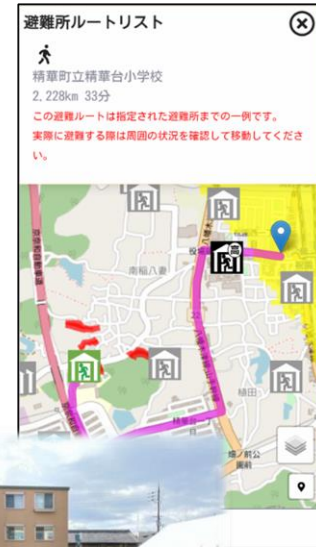 避難所ルートリスト
精華町立精華台小学校
2.228km 33分
この避難ルートは指定された避難所までの一例です。
実際に避難する際は周囲の状況を確認して移動してくださ
い。
南稲八妻
植田